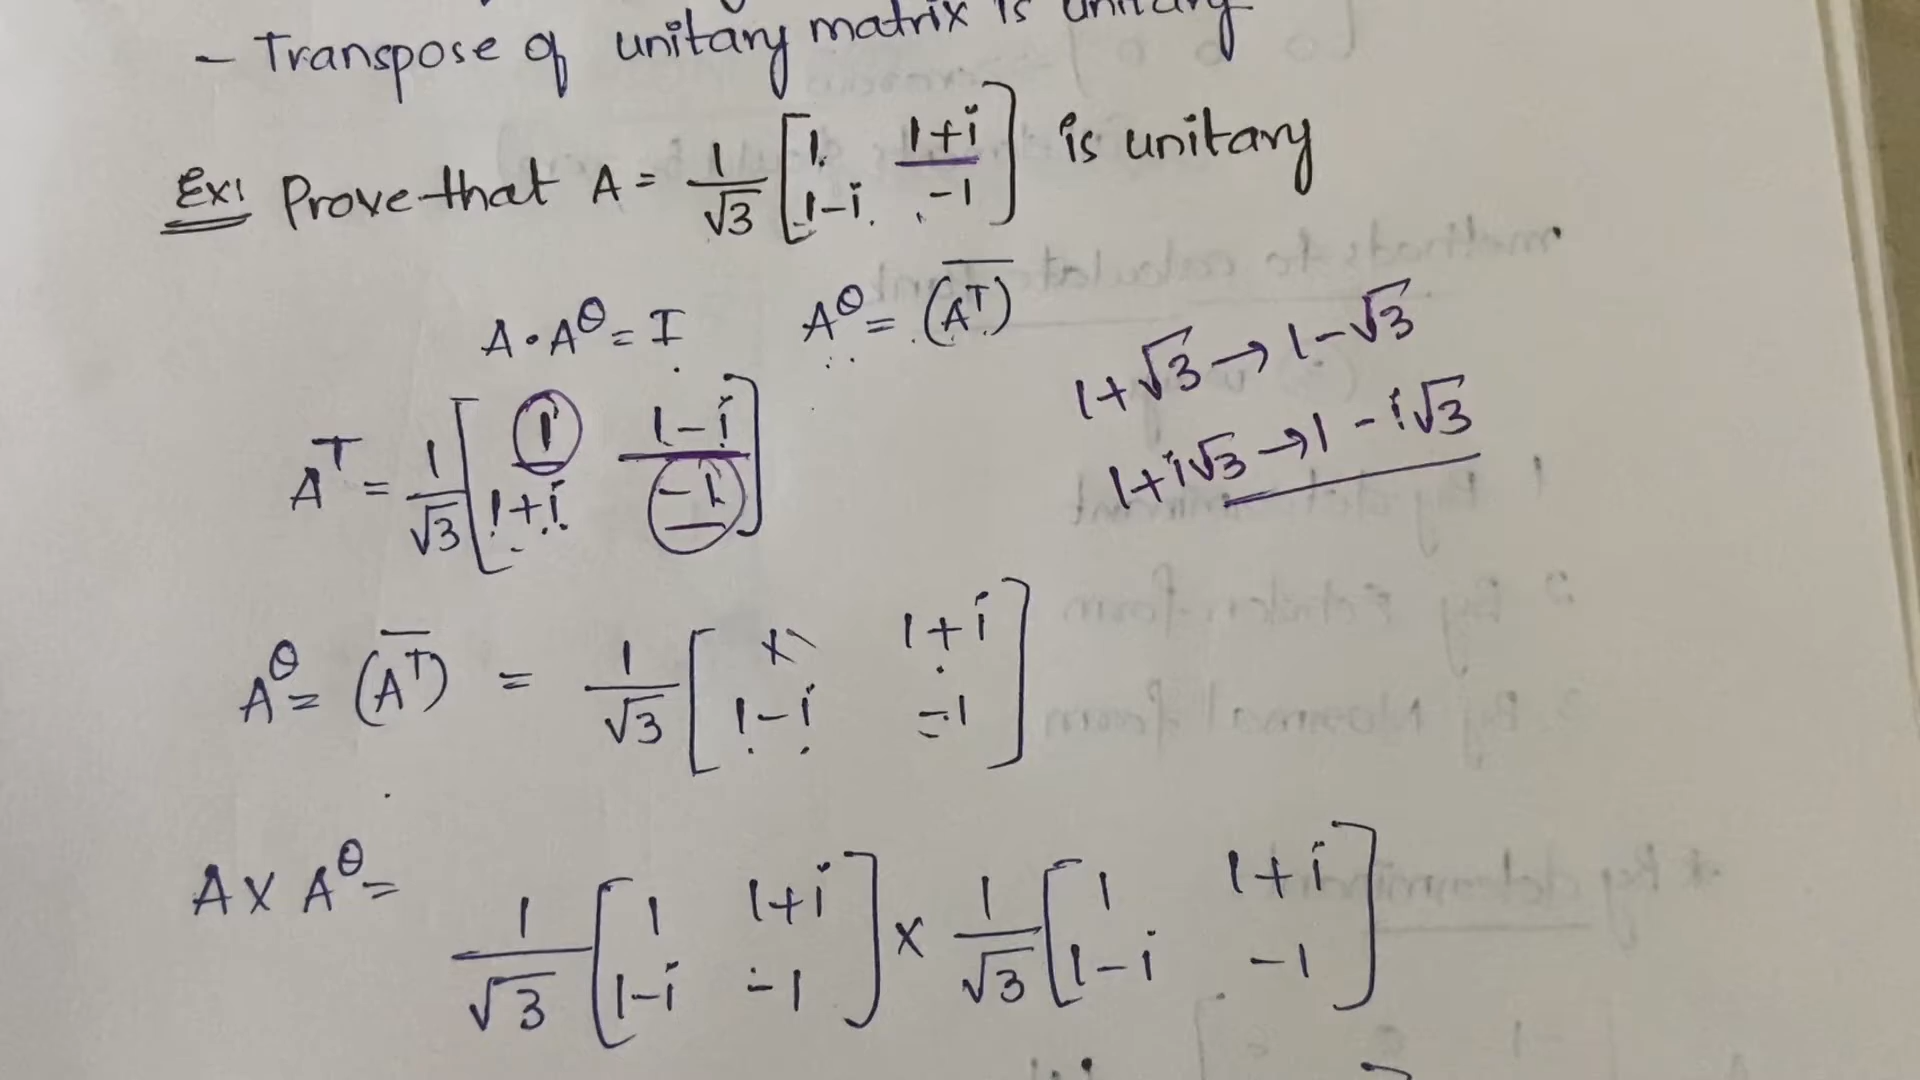 - Transpose of unitary matrix is unitary
Ex: Prove that A = 1/√3 [1 1+i; 1-i -1] is unitary
A·A^θ = I A^θ = \overline{(A^T)}
1+√3 → 1-√3
1+i√3 → 1-i√3
A^T = 1/√3 [1 1-i; 1+i -1]
A^θ = \overline{(A^T)} = 1/√3 [1 1+i; 1-i -1]
A X A^θ = 1/√3 [1 1+i; 1-i -1] × 1/√3 [1 1+i; 1-i -1]